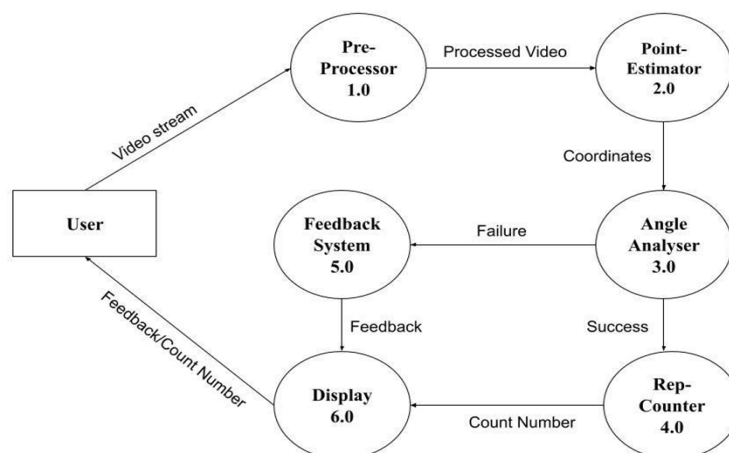 Pre-
Processor
1.0
Processed Video
Point-
Estimator
2.0
Video stream
Coordinates
User
Feedback
System
5.0
Failure
Angle
Analyser
3.0
Feedback/Count Number
Feedback
Success
Display
6.0
Count Number
Rep-
Counter
4.0